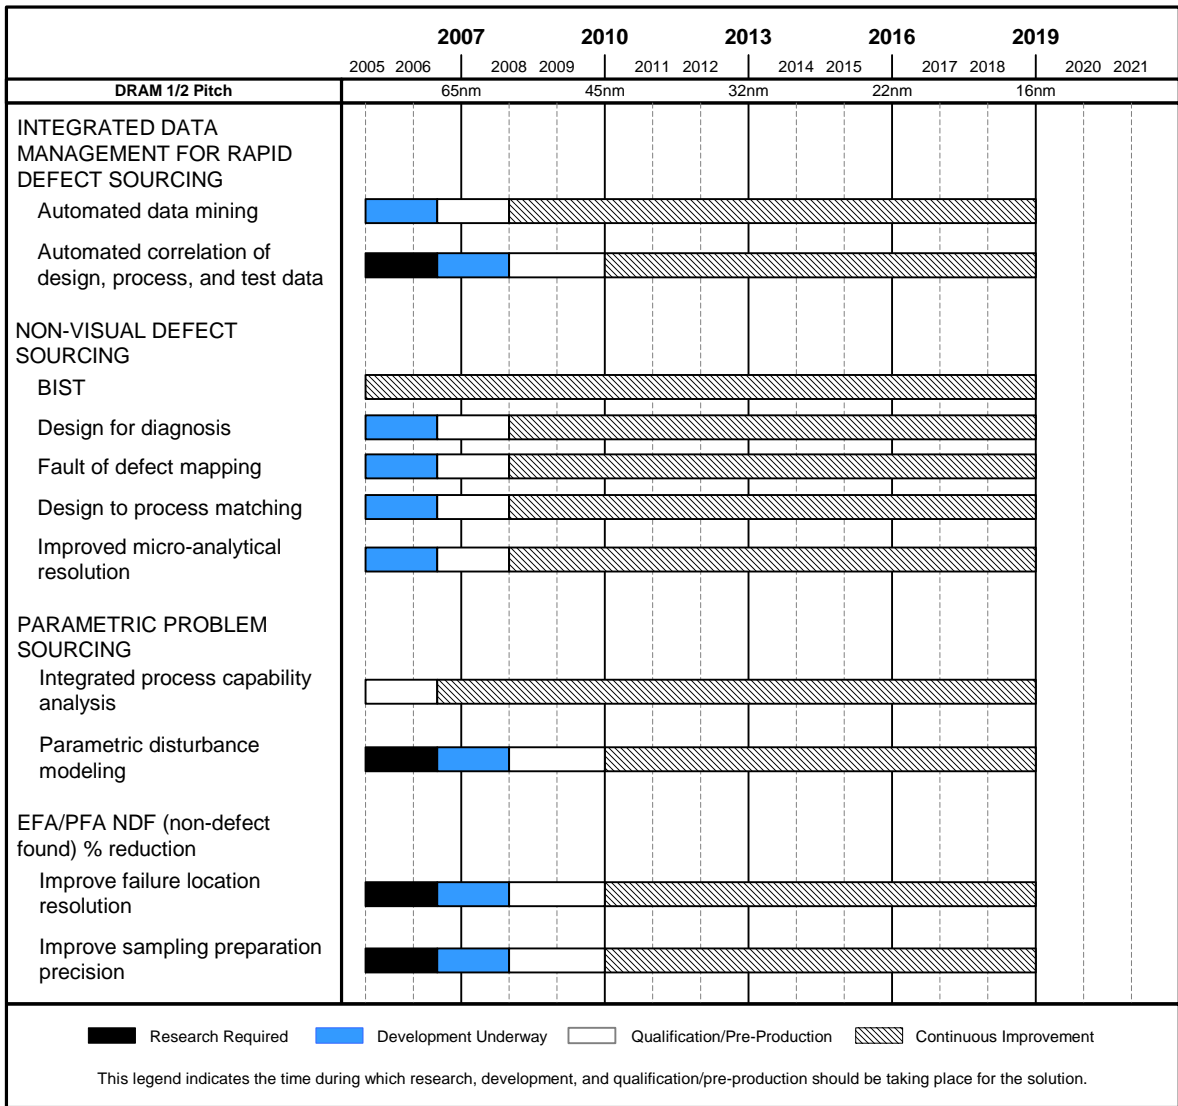 2007 2010 2013 2016 2019
2005 2006 2008 2009 2011 2012 2014 2015 2017 2018 2020 2021
DRAM 1/2 Pitch 65nm 45nm 32nm 22nm 16nm
INTEGRATED DATA
MANAGEMENT FOR RAPID
DEFECT SOURCING
Automated data mining
Automated correlation of
design, process, and test data
NON-VISUAL DEFECT
SOURCING
BIST
Design for diagnosis
Fault of defect mapping
Design to process matching
Improved micro-analytical
resolution
PARAMETRIC PROBLEM
SOURCING
Integrated process capability
analysis
Parametric disturbance
modeling
EFA/PFA NDF (non-defect
found) % reduction
Improve failure location
resolution
Improve sampling preparation
precision
Research Required Development Underway Qualification/Pre-Production Continuous Improvement
This legend indicates the time during which research, development, and qualification/pre-production should be taking place for the solution.